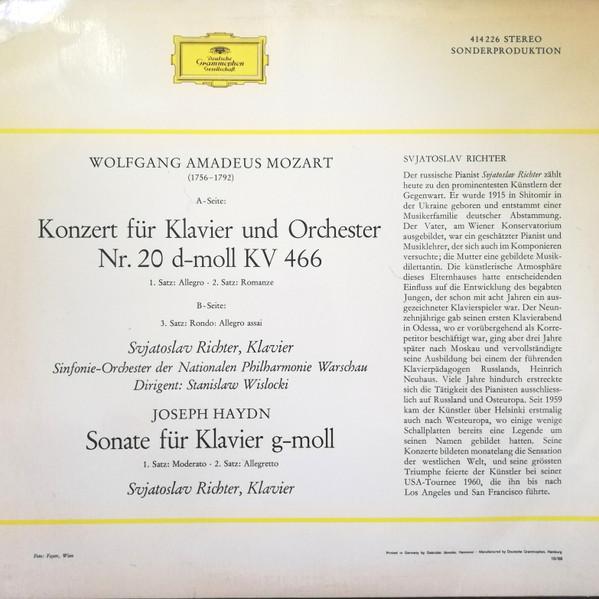 Deutsche
Grammophon
Gesellschaft
414 226 STEREO
SONDERPRODUKTION
WOLFGANG AMADEUS MOZART
(1756–1792)
A-Seite:
Konzert für Klavier und Orchester
Nr. 20 d-moll KV 466
1. Satz: Allegro · 2. Satz: Romanze
B-Seite:
3. Satz: Rondo: Allegro assai
Svjatoslav Richter, Klavier
Sinfonie-Orchester der Nationalen Philharmonie Warschau
Dirigent: Stanislaw Wislocki
JOSEPH HAYDN
Sonate für Klavier g-moll
1. Satz: Moderato · 2. Satz: Allegretto
Svjatoslav Richter, Klavier
SVJATOSLAV RICHTER
Der russische Pianist Svjatoslav Richter zählt
heute zu den prominentesten Künstlern der
Gegenwart. Er wurde 1915 in Shitomir in
der Ukraine geboren und entstammt einer
Musikerfamilie deutscher Abstammung.
Der Vater, am Wiener Konservatorium
ausgebildet, war ein geschätzter Pianist und
Musiklehrer, der sich auch im Komponieren
versuchte; die Mutter eine gebildete Musik-
dilettantin. Die künstlerische Atmosphäre
dieses Elternhauses hatte entscheidenden
Einfluss auf die Entwicklung des begabten
Jungen, der schon mit acht Jahren ein aus-
gezeichneter Klavierspieler war. Der Neun-
zehnjährige gab seinen ersten Klavierabend
in Odessa, wo er vorübergehend als Korre-
petitor beschäftigt war, ging aber drei Jahre
später nach Moskau und vervollständigte
seine Ausbildung bei einem der führenden
Klavierpädagogen Russlands, Heinrich
Neuhaus. Viele Jahre hindurch erstreckte
sich die Tätigkeit des Pianisten ausschliess-
lich auf Russland und Osteuropa. Seit 1959
kam der Künstler über Helsinki erstmalig
auch nach Westeuropa, wo einige wenige
Schallplatten bereits eine Legende um
seinen Namen gebildet hatten. Seine
Konzerte bildeten monatelang die Sensation
der westlichen Welt, und seine grössten
Triumphe feierte der Künstler bei seiner
USA-Tournee 1960, die ihn bis nach
Los Angeles und San Francisco führte.
Foto: Fayer, Wien
Printed in Germany by Gebrüder Jänecke, Hannover · Manufactured by Deutsche Grammophon, Hamburg